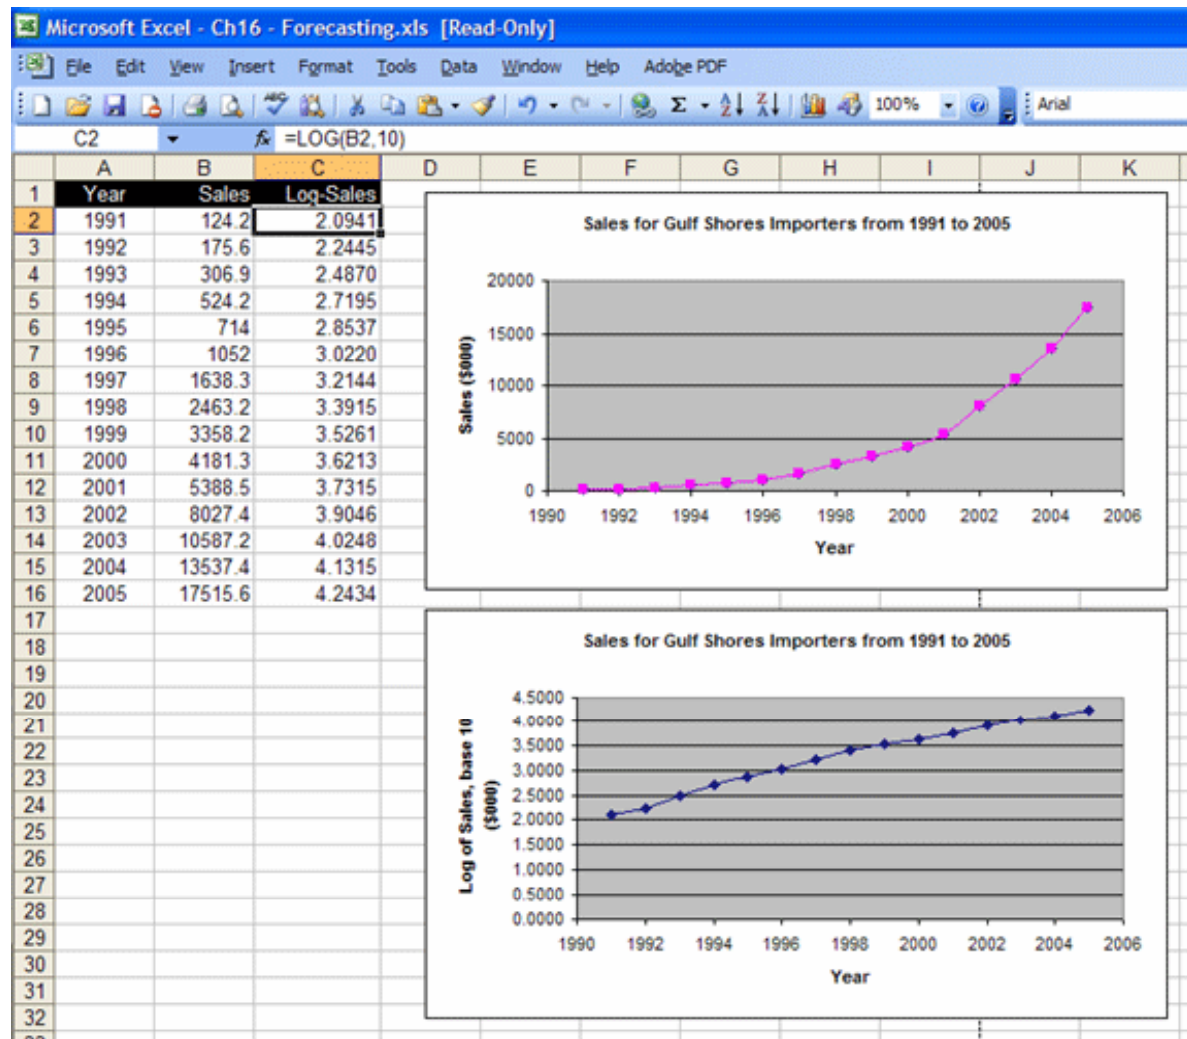 Microsoft Excel - Ch16 - Forecasting.xls [Read-Only]
File Edit View Insert Format Tools Data Window Help Adobe PDF
100% Arial
C2 fx =LOG(B2,10)
A B C D E F G H I J K
1 Year Sales Log-Sales
2 1991 124.2 2.0941
3 1992 175.6 2.2445
4 1993 306.9 2.4870
5 1994 524.2 2.7195
6 1995 714 2.8537
7 1996 1052 3.0220
8 1997 1638.3 3.2144
9 1998 2463.2 3.3915
10 1999 3358.2 3.5261
11 2000 4181.3 3.6213
12 2001 5388.5 3.7315
13 2002 8027.4 3.9046
14 2003 10587.2 4.0248
15 2004 13537.4 4.1315
16 2005 17515.6 4.2434
17
18
19
20
21
22
23
24
25
26
27
28
29
30
31
32
Sales for Gulf Shores Importers from 1991 to 2005
Sales ($000)
20000
15000
10000
5000
0
1990 1992 1994 1996 1998 2000 2002 2004 2006
Year
Sales for Gulf Shores Importers from 1991 to 2005
Log of Sales, base 10
($000)
4.5000
4.0000
3.5000
3.0000
2.5000
2.0000
1.5000
1.0000
0.5000
0.0000
1990 1992 1994 1996 1998 2000 2002 2004 2006
Year